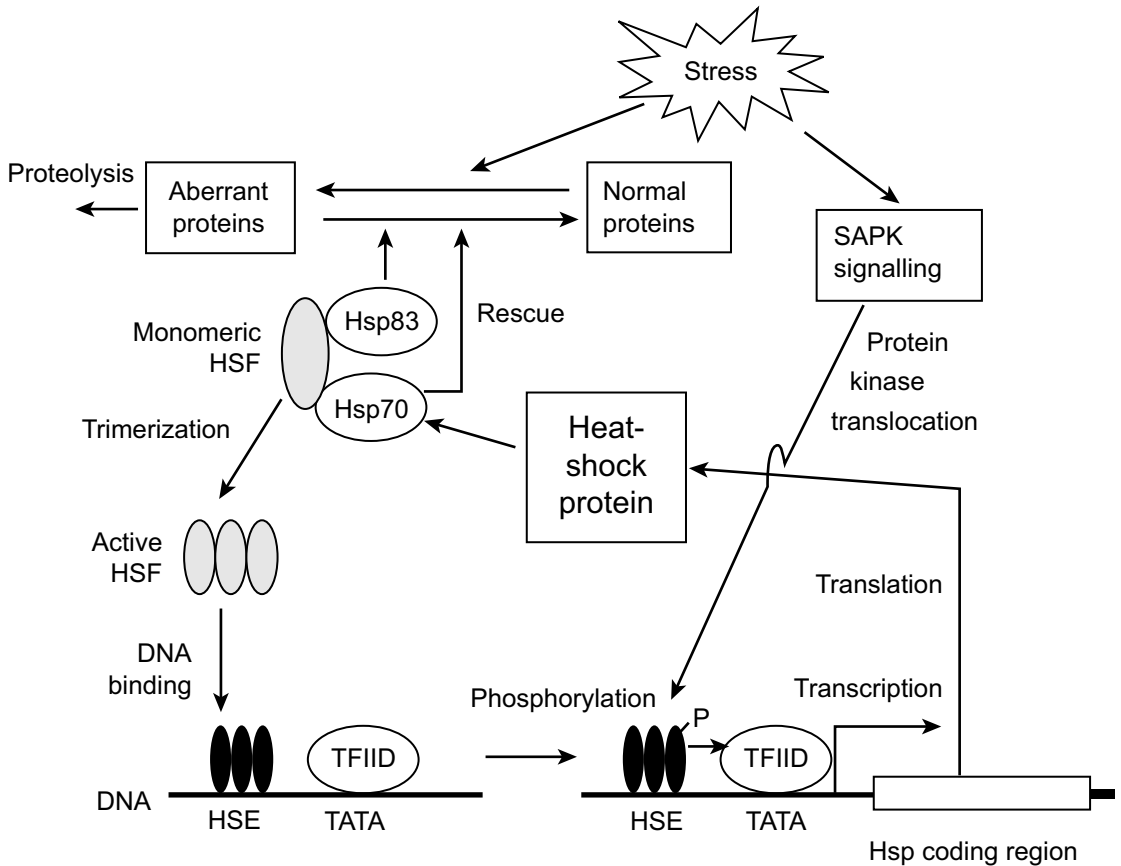 Stress
Proteolysis
Aberrant
proteins
Normal
proteins
SAPK
signalling
Monomeric
HSF
Hsp83
Rescue
Hsp70
Protein
kinase
translocation
Trimerization
Heat-
shock
protein
Active
HSF
Translation
DNA
binding
Phosphorylation
Transcription
P
TFIID
TFIID
DNA
HSE
TATA
HSE
TATA
Hsp coding region